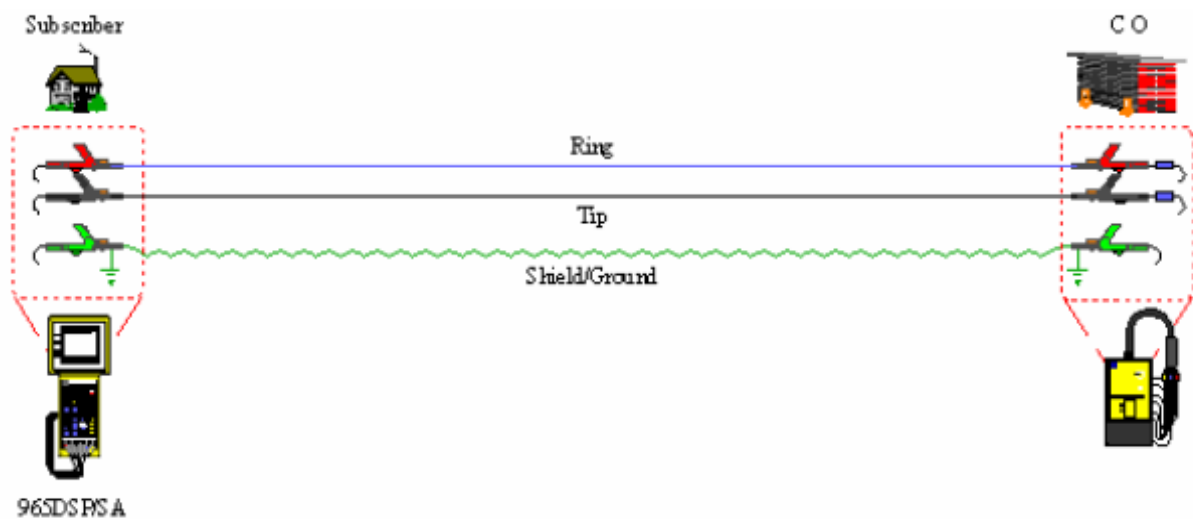 Subscriber
C O
Ring
Tip
Shield/Ground
965DSP/SA